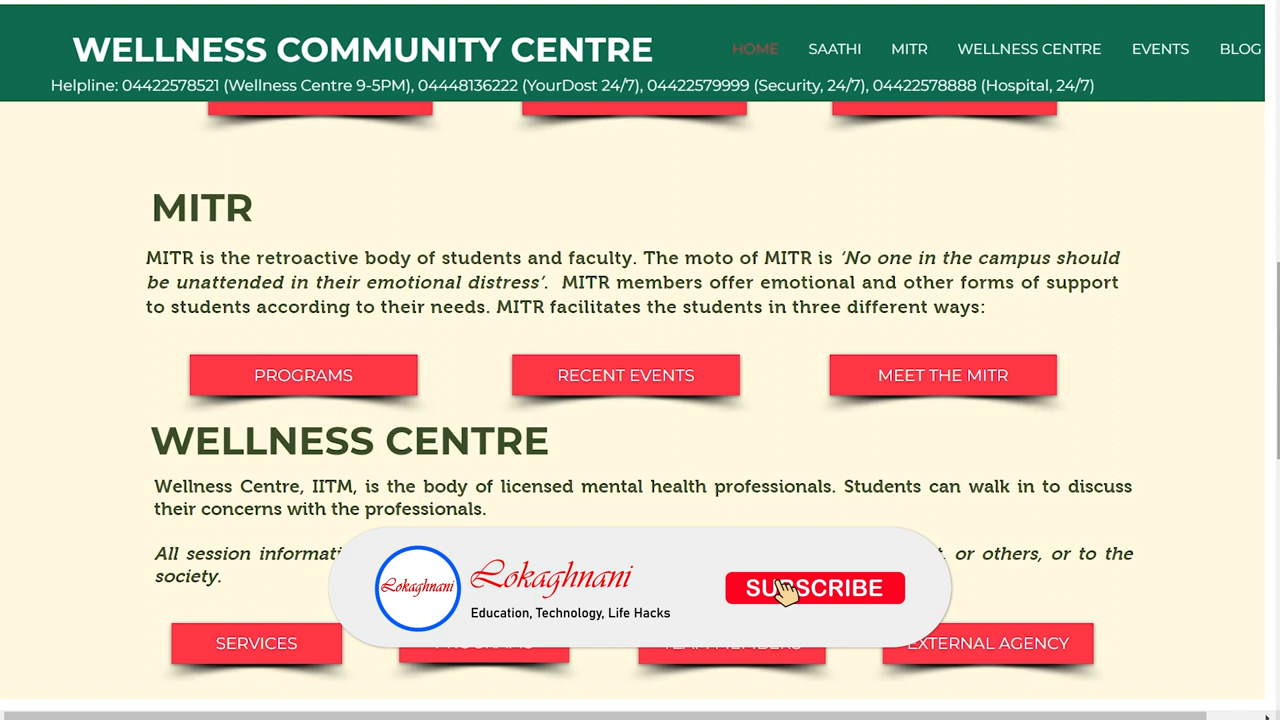 WELLNESS COMMUNITY CENTRE
HOME SAATHI MITR WELLNESS CENTRE EVENTS BLOG
Helpline: 04422578521 (Wellness Centre 9-5PM), 04448136222 (YourDost 24/7), 04422579999 (Security, 24/7), 04422578888 (Hospital, 24/7)
MITR
MITR is the retroactive body of students and faculty. The moto of MITR is ‘No one in the campus should
be unattended in their emotional distress’. MITR members offer emotional and other forms of support
to students according to their needs. MITR facilitates the students in three different ways:
PROGRAMS RECENT EVENTS MEET THE MITR
WELLNESS CENTRE
Wellness Centre, IITM, is the body of licensed mental health professionals. Students can walk in to discuss
their concerns with the professionals.
All session or others, or to the
society.
Lokaghnani Lokaghnani SUBSCRIBE
Education, Technology, Life Hacks
SERVICES PROGRAMS TEAM MEMBERS EXTERNAL AGENCY